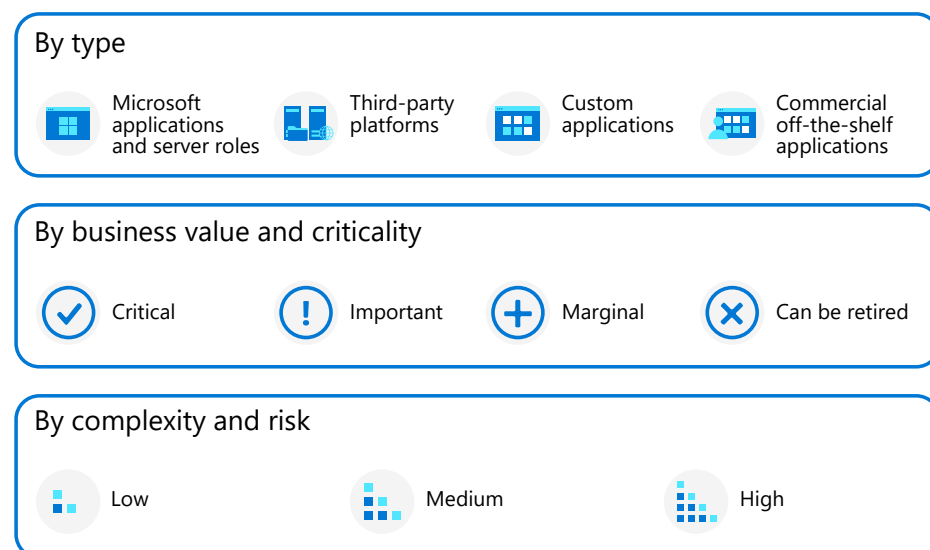 By type
Microsoft
applications
and server roles
Third-party
platforms
Custom
applications
Commercial
off-the-shelf
applications
By business value and criticality
Critical
Important
Marginal
Can be retired
By complexity and risk
Low
Medium
High